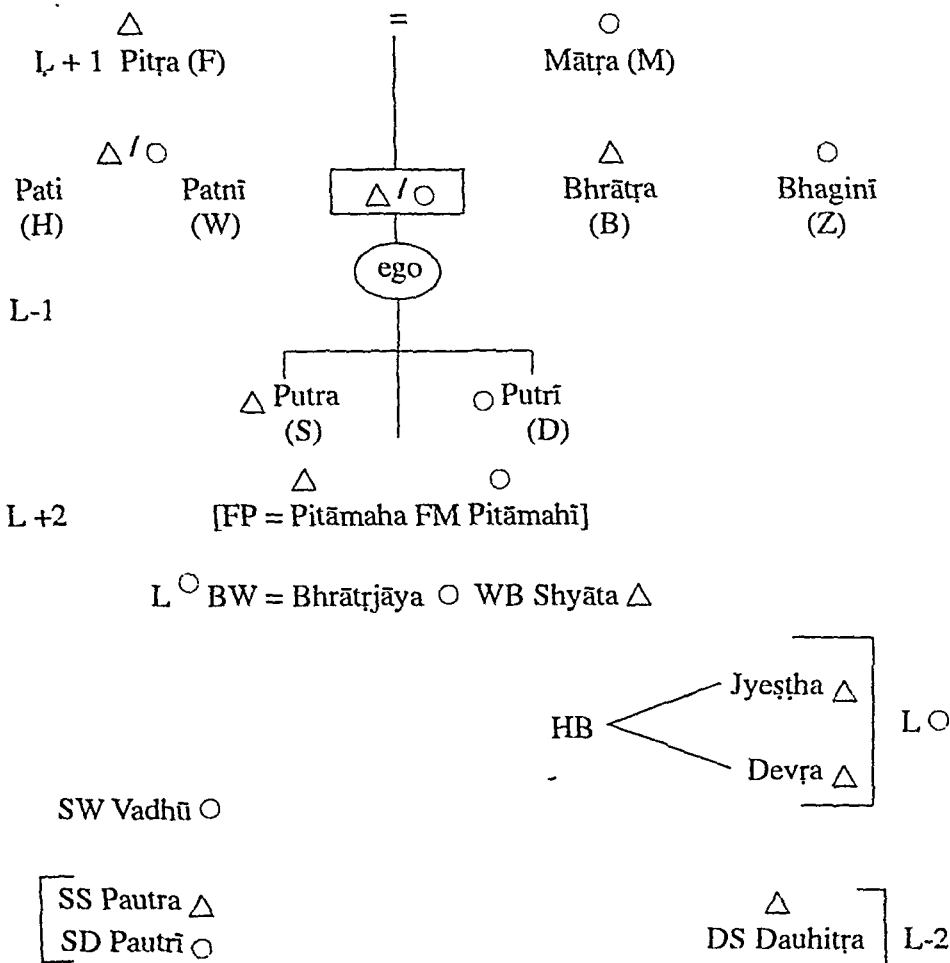 =
Ḷ + 1 Pitṛa (F) Mātṛa (M)
/
Pati Patnī / Bhrātṛa Bhaginī
(H) (W) (B) (Z)
ego
L-1
Putra Putrī
(S) (D)
L +2 [FP = Pitāmaha FM Pitāmahī]
L BW = Bhrātṛjāya WB Shyāta
Jyeṣṭha
HB L
Devṛa
SW Vadhū
SS Pautra
SD Pautrī DS Dauhitra L-2